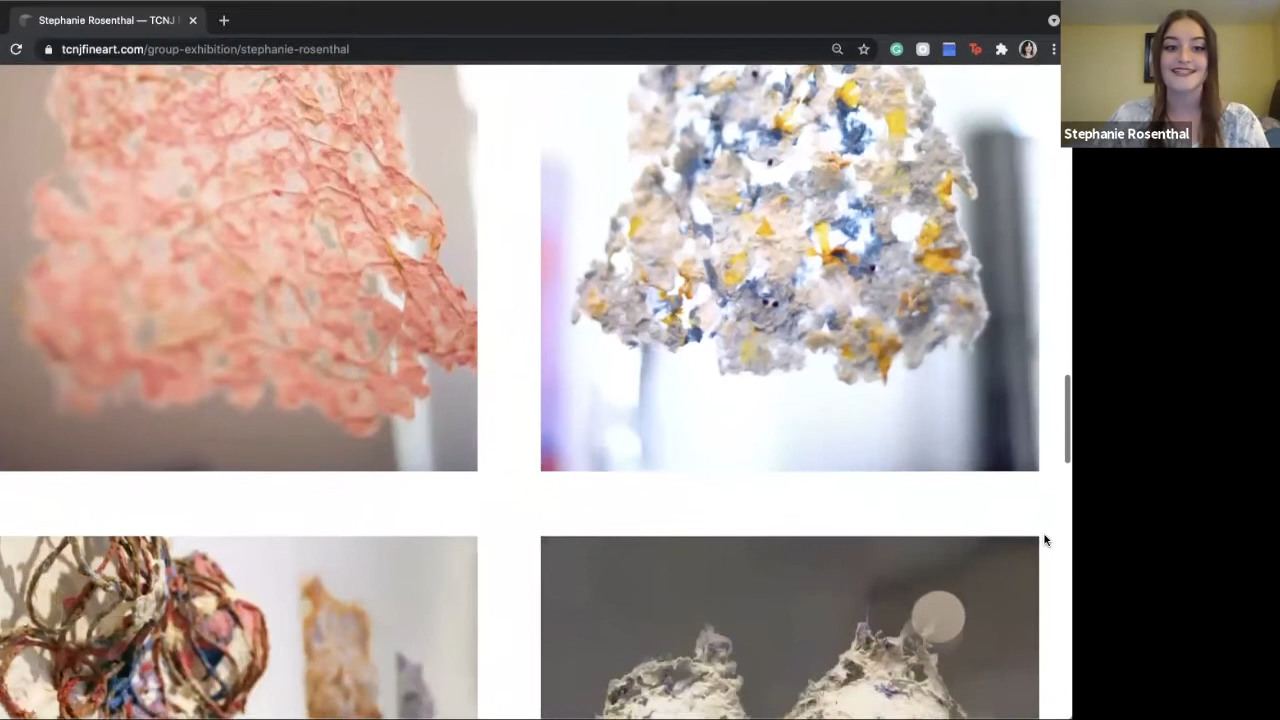 Stephanie Rosenthal — TCNJ
tcnjfineart.com/group-exhibition/stephanie-rosenthal
Stephanie Rosenthal